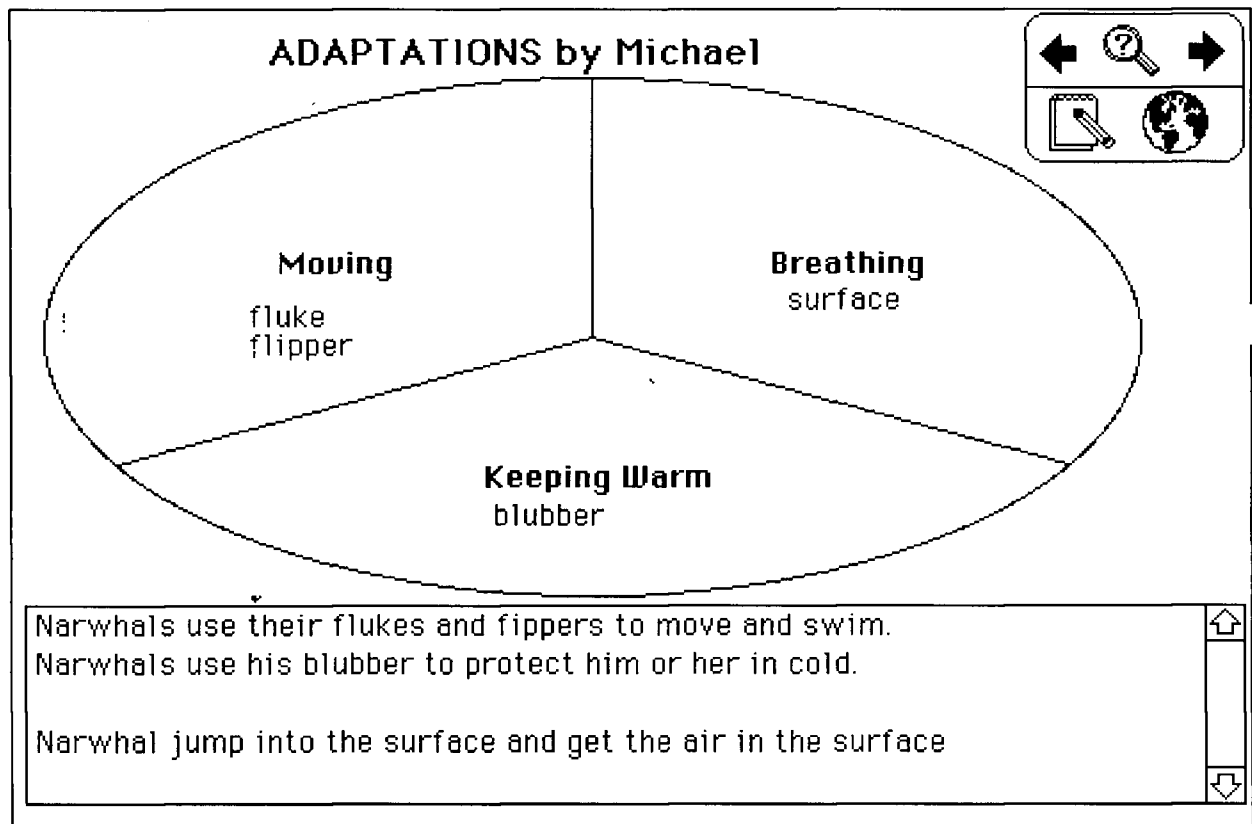 ADAPTATIONS by Michael
?
Moving
fluke
flipper
Breathing
surface
Keeping Warm
blubber
Narwhals use their flukes and fippers to move and swim.
Narwhals use his blubber to protect him or her in cold.
Narwhal jump into the surface and get the air in the surface